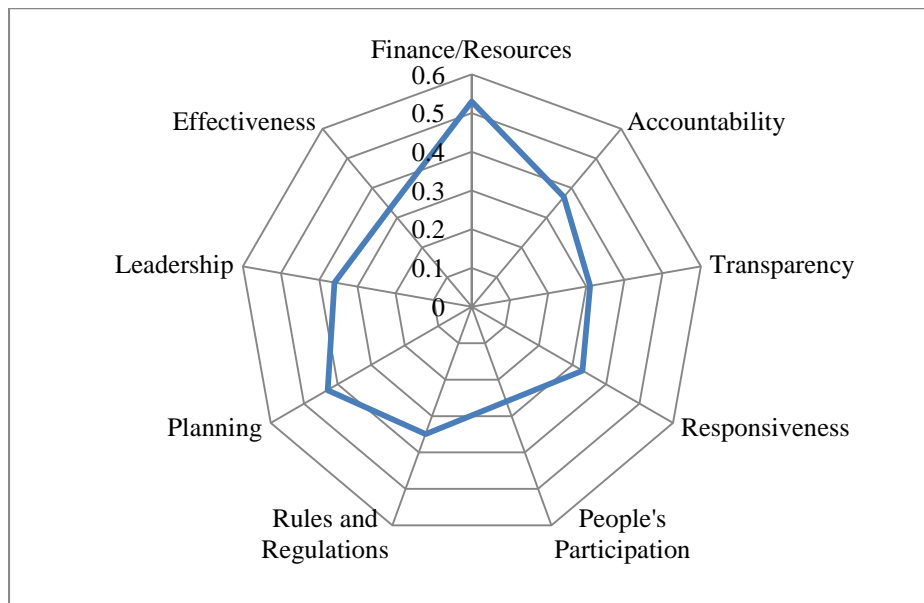 Finance/Resources
0.6
0.5
0.4
0.3
0.2
0.1
0
Accountability
Transparency
Responsiveness
People's
Participation
Rules and
Regulations
Planning
Leadership
Effectiveness